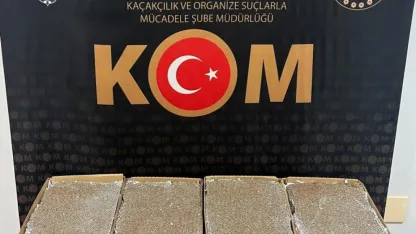 KAÇAKÇILIK VE ORGANİZE SUÇLARLA
MÜCADELE ŞUBE MÜDÜRLÜĞÜ
KOM